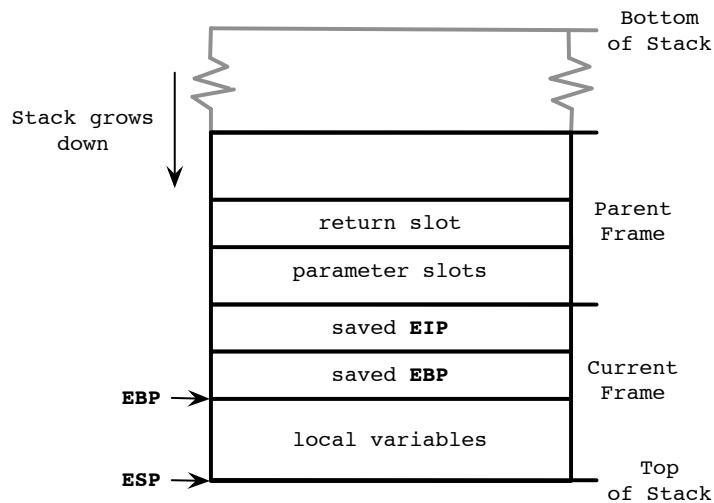 Bottom
of Stack
Stack grows
down
return slot
parameter slots
Parent
Frame
saved EIP
saved EBP
Current
Frame
EBP
local variables
ESP
Top
of Stack